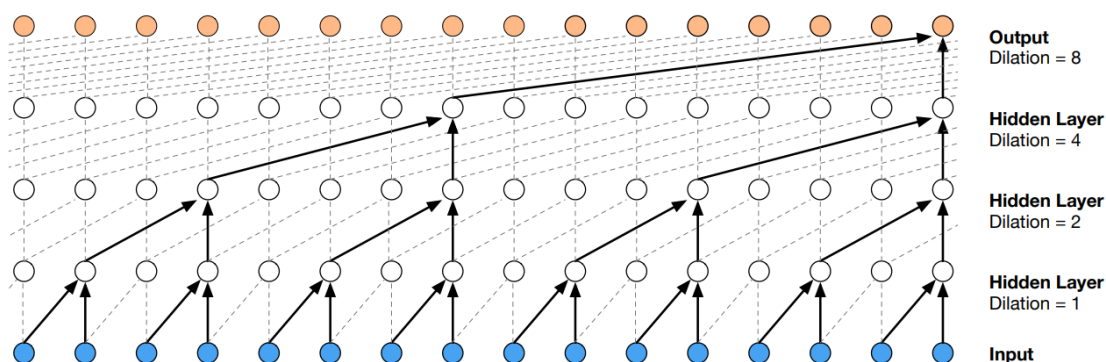 Output
Dilation = 8
Hidden Layer
Dilation = 4
Hidden Layer
Dilation = 2
Hidden Layer
Dilation = 1
Input